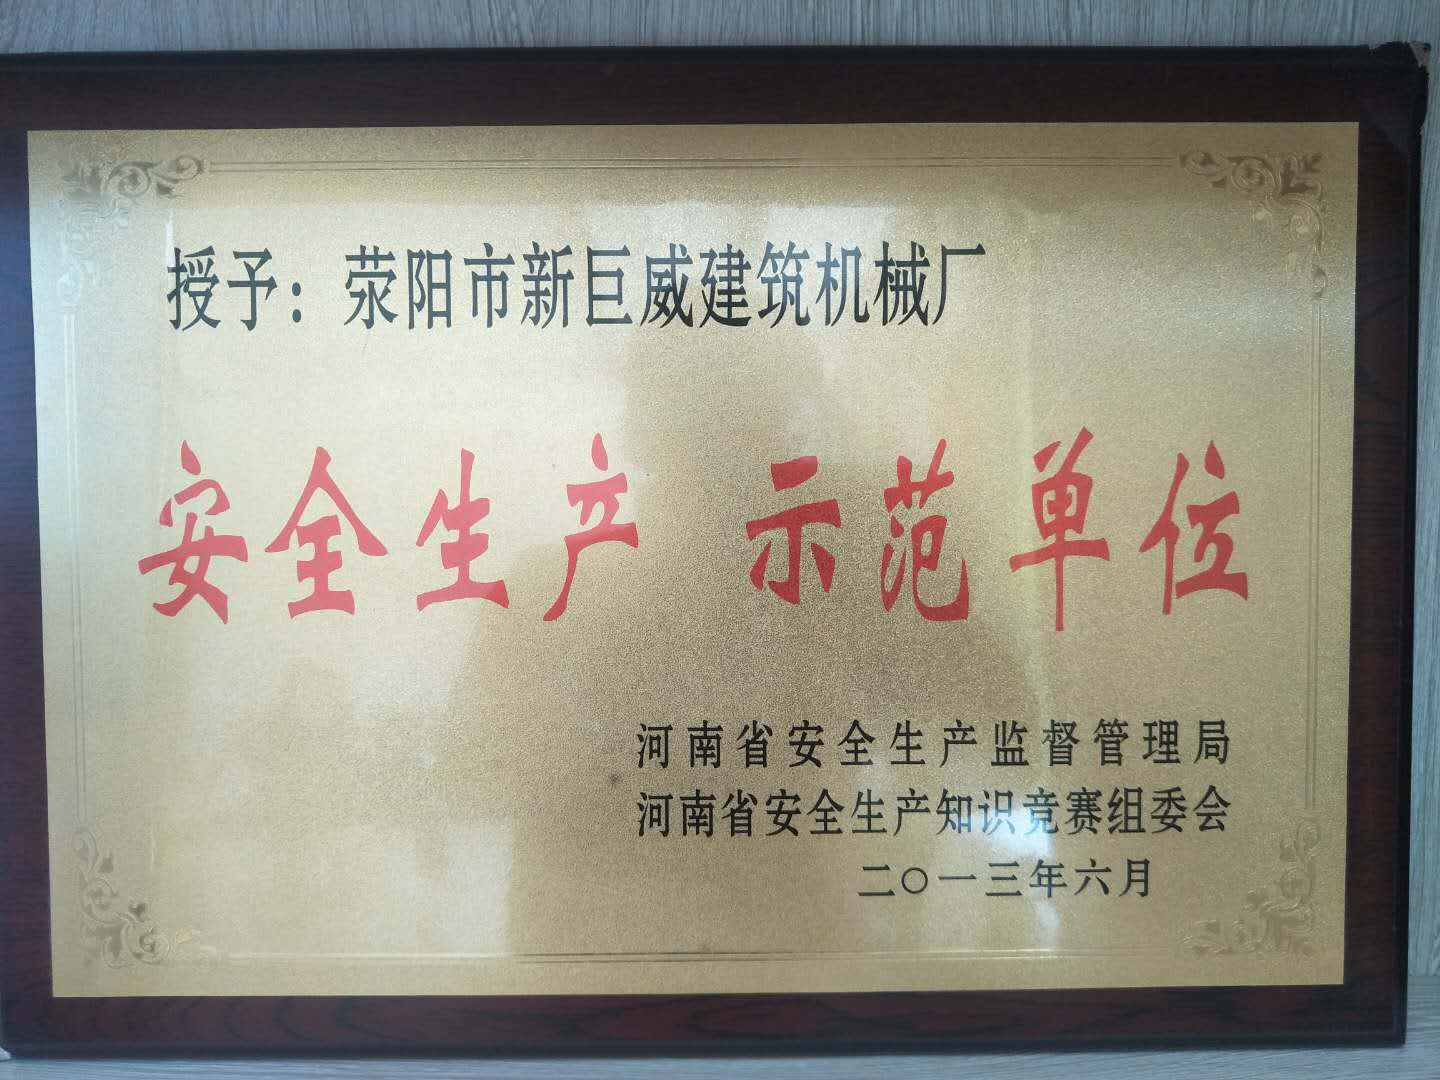 授予：荥阳市新巨威建筑机械厂
安全生产 示范单位
河南省安全生产监督管理局
河南省安全生产知识竞赛组委会
二〇一三年六月